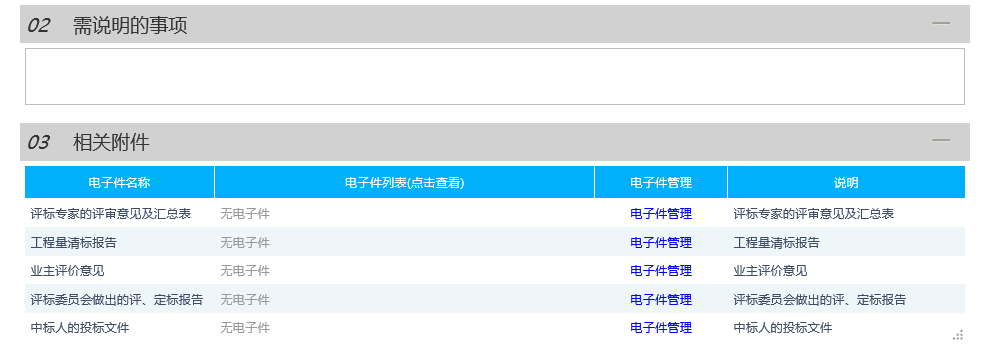 02 需说明的事项
03 相关附件
电子件名称 电子件列表(点击查看) 电子件管理 说明
评标专家的评审意见及汇总表 无电子件 电子件管理 评标专家的评审意见及汇总表
工程量清标报告 无电子件 电子件管理 工程量清标报告
业主评价意见 无电子件 电子件管理 业主评价意见
评标委员会做出的评、定标报告 无电子件 电子件管理 评标委员会做出的评、定标报告
中标人的投标文件 无电子件 电子件管理 中标人的投标文件